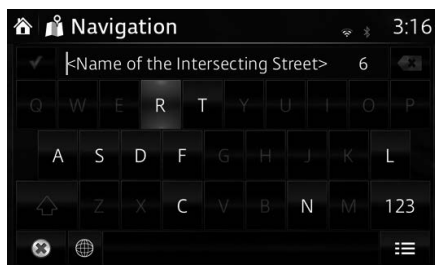 Navigation 3:16
<Name of the Intersecting Street> 6
Q W E R T Y U I O P
A S D F G H J K L
Z X C V B N M 123